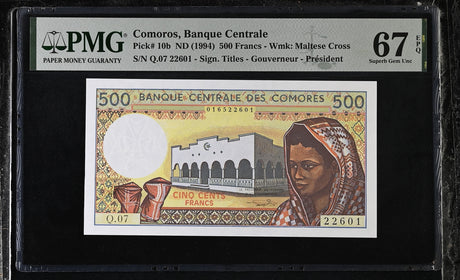 PMG
PAPER MONEY GUARANTY
Comoros, Banque Centrale
Pick# 10b ND (1994) 500 Francs - Wmk: Maltese Cross
S/N Q.07 22601 - Sign. Titles - Gouverneur - Président
67 EPQ
Superb Gem Unc
500 BANQUE CENTRALE DES COMORES 500
016522601
CINQ CENTS
FRANCS
Q.07
22601